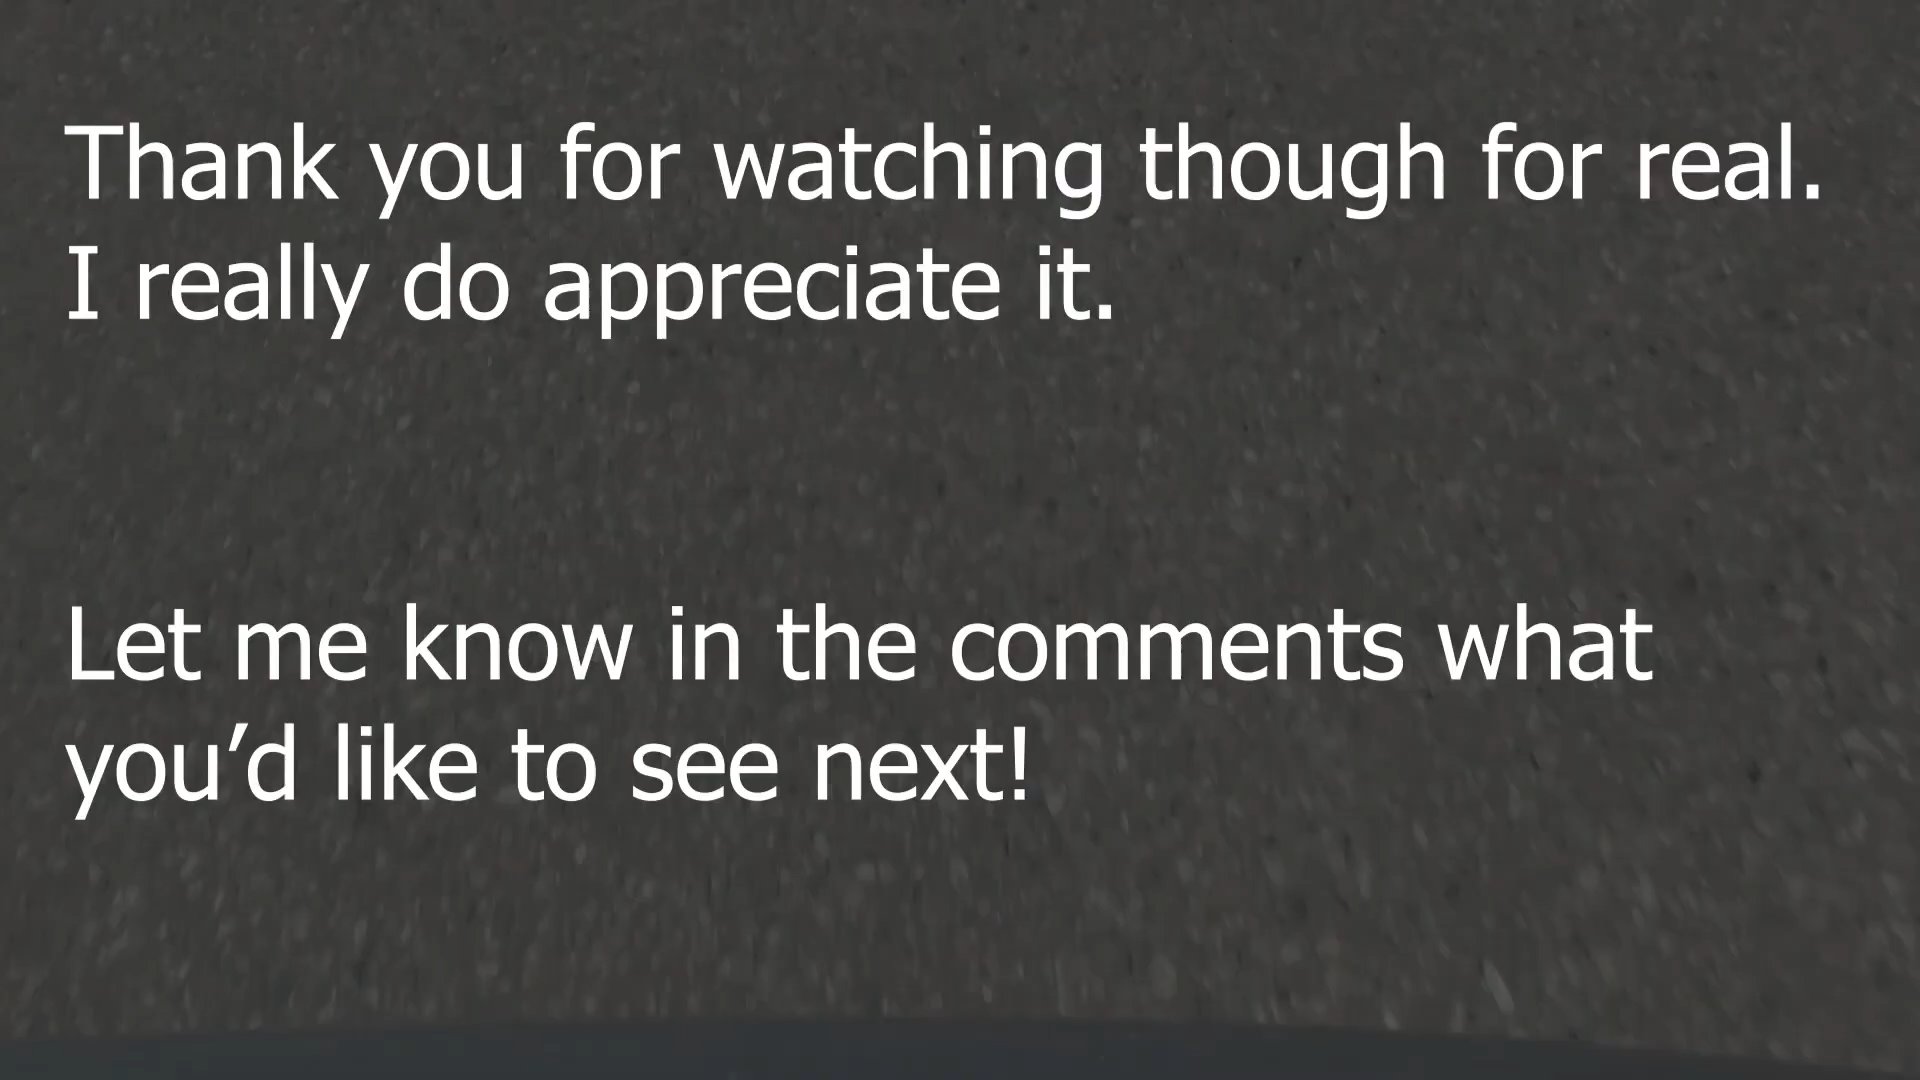 Thank you for watching though for real.
I really do appreciate it.
Let me know in the comments what
you’d like to see next!